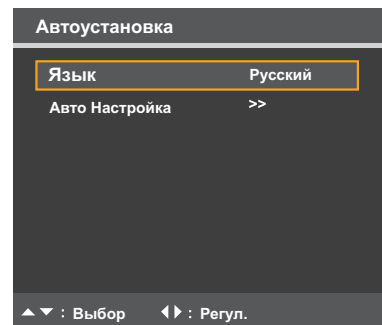 Автоустановка
Язык Русский
Авто Настройка >>
▲▼ : Выбор ◀▶ : Регул.